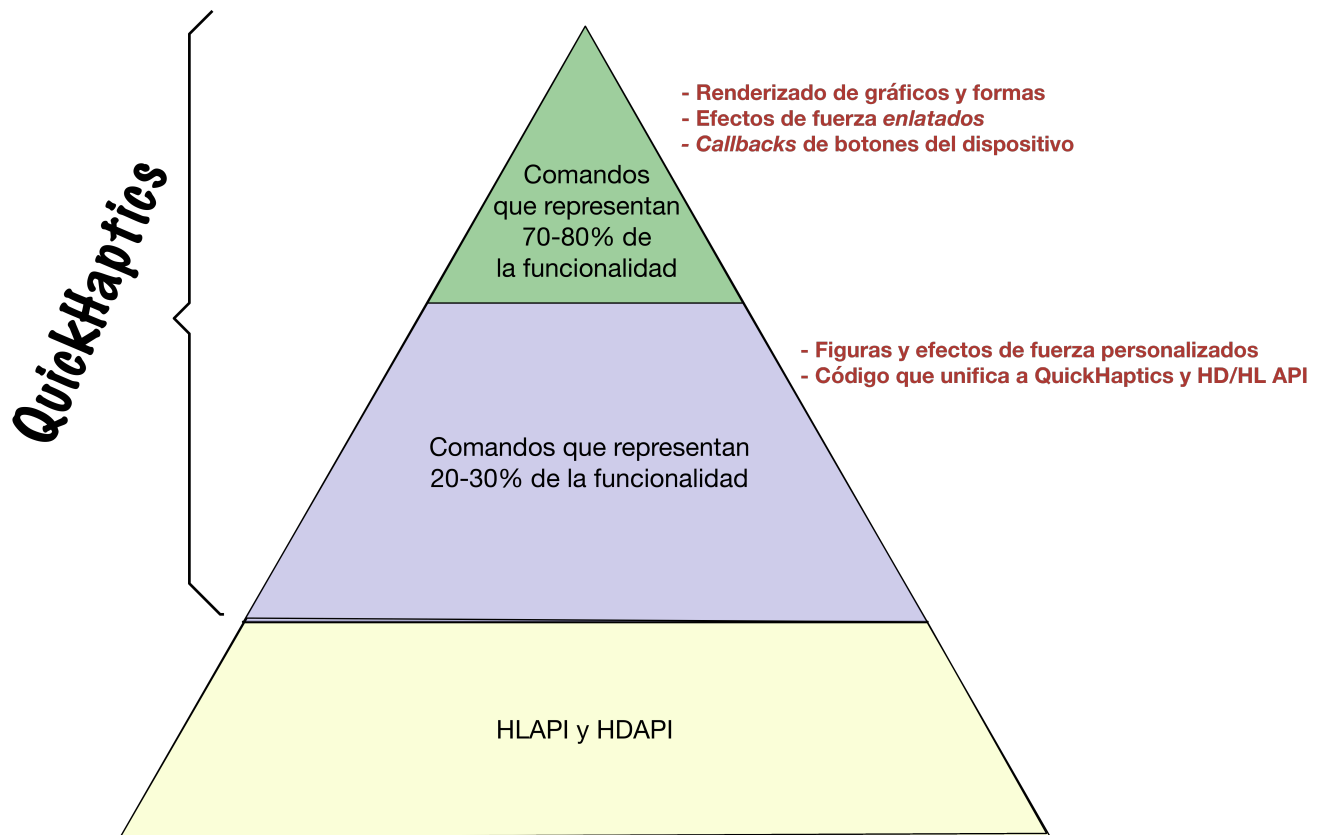 QuickHaptics
- Renderizado de gráficos y formas
- Efectos de fuerza enlatados
- Callbacks de botones del dispositivo
Comandos
que representan
70-80% de
la funcionalidad
- Figuras y efectos de fuerza personalizados
- Código que unifica a QuickHaptics y HD/HL API
Comandos que representan
20-30% de la funcionalidad
HLAPI y HDAPI